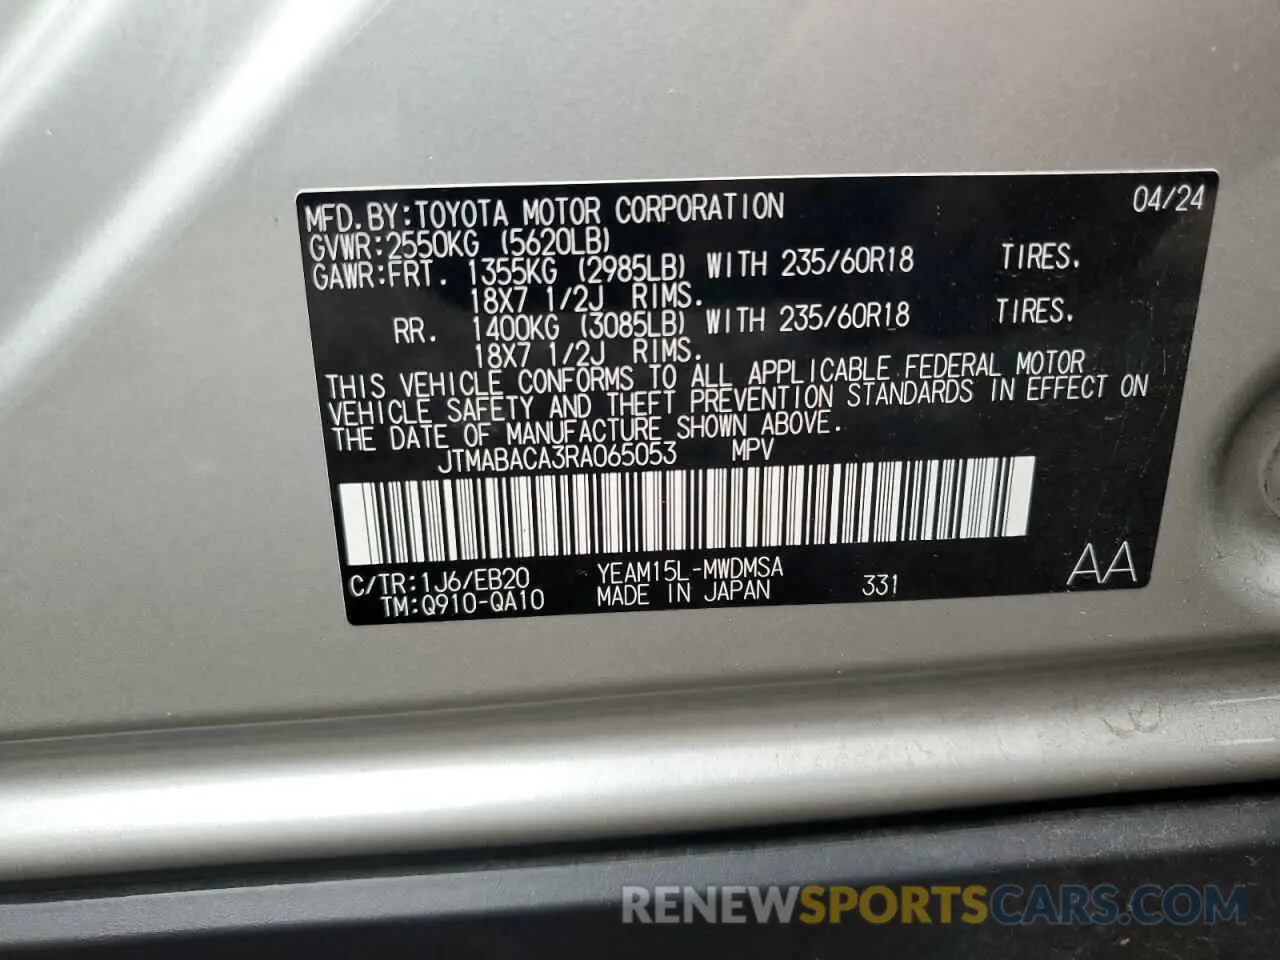 MFD.BY:TOYOTA MOTOR CORPORATION 04/24
GVWR:2550KG (5620LB)
GAWR:FRT. 1355KG (2985LB) WITH 235/60R18 TIRES.
18X7 1/2J RIMS.
RR. 1400KG (3085LB) WITH 235/60R18 TIRES.
18X7 1/2J RIMS.
THIS VEHICLE CONFORMS TO ALL APPLICABLE FEDERAL MOTOR
VEHICLE SAFETY AND THEFT PREVENTION STANDARDS IN EFFECT ON
THE DATE OF MANUFACTURE SHOWN ABOVE.
JTMABACA3RA065053 MPV
C/TR:1J6/EB20 YEAM15L-MWDMSA
TM:Q910-QA10 MADE IN JAPAN 331 AA
RENEWSPORTSCARS.COM